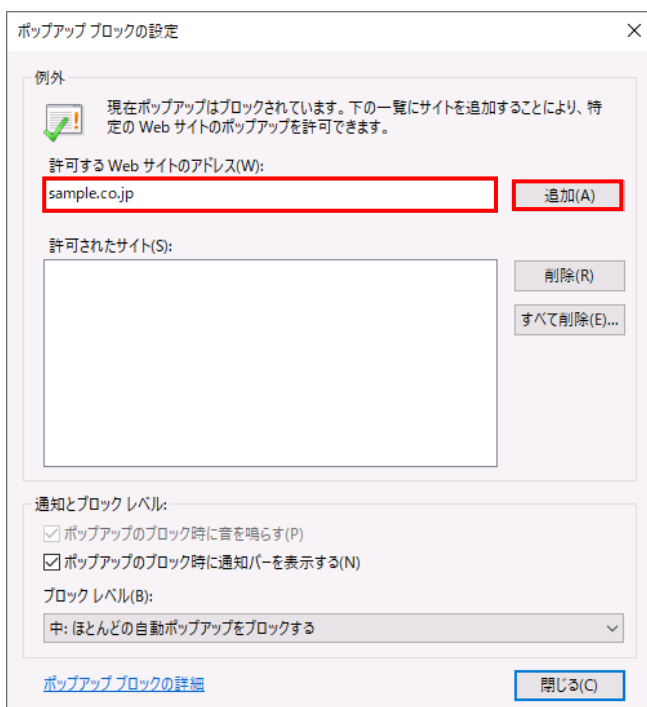 ポップアップ ブロックの設定
例外
現在ポップアップはブロックされています。下の一覧にサイトを追加することにより、特
定の Web サイトのポップアップを許可できます。
許可する Web サイトのアドレス(W):
sample.co.jp
追加(A)
許可されたサイト(S):
削除(R)
すべて削除(E)...
通知とブロック レベル:
ポップアップのブロック時に音を鳴らす(P)
ポップアップのブロック時に通知バーを表示する(N)
ブロック レベル(B):
中: ほとんどの自動ポップアップをブロックする
ポップアップ ブロックの詳細
閉じる(C)